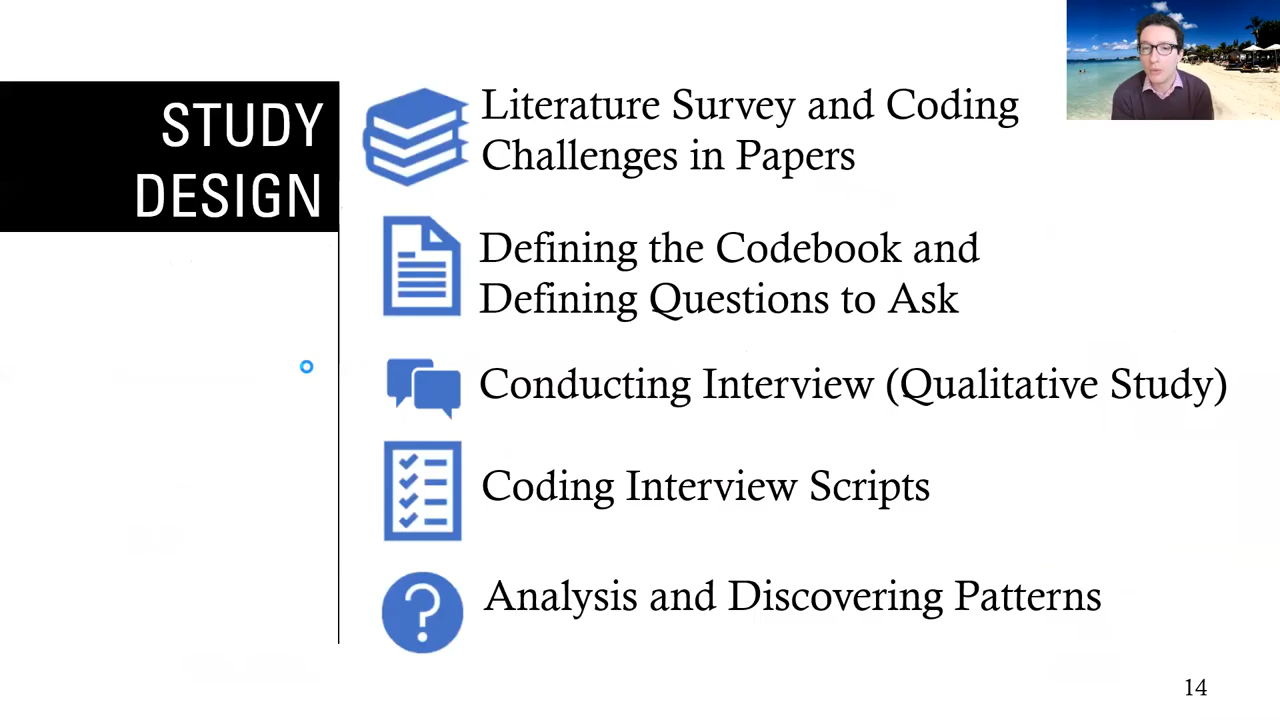 STUDY
DESIGN
Literature Survey and Coding
Challenges in Papers
Defining the Codebook and
Defining Questions to Ask
Conducting Interview (Qualitative Study)
Coding Interview Scripts
Analysis and Discovering Patterns
14